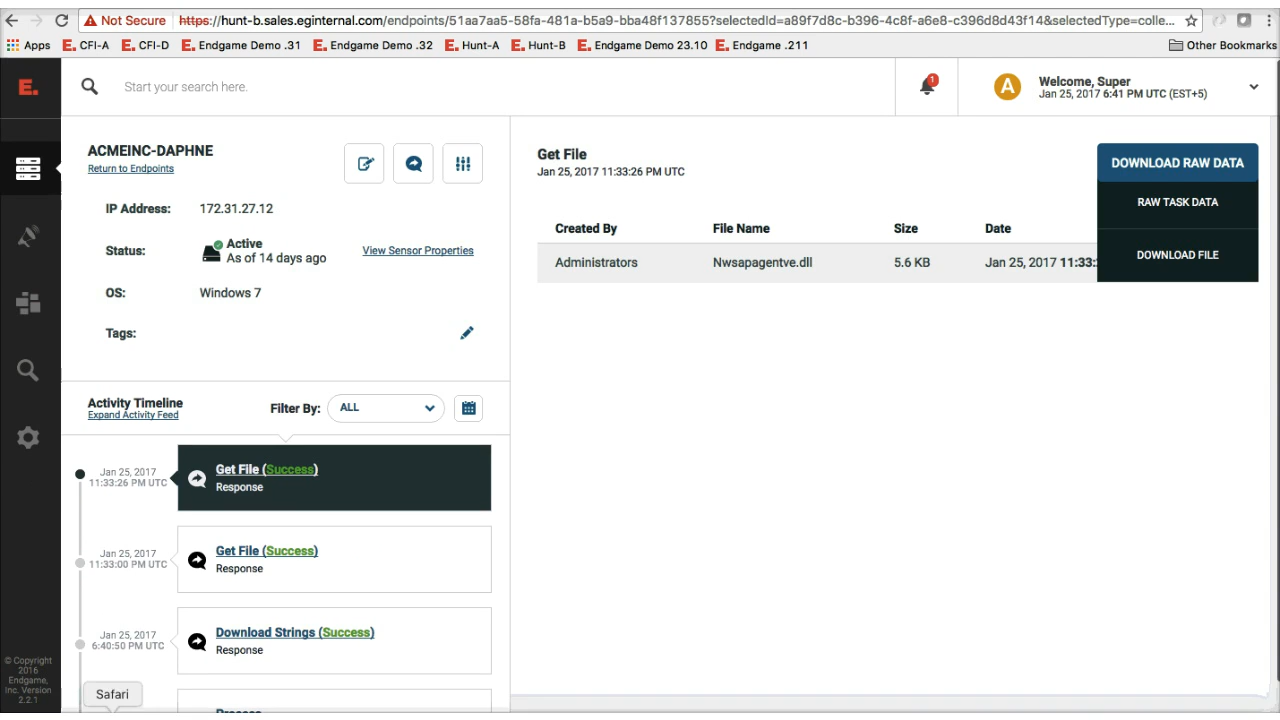 Not Secure https://hunt-b.sales.eginternal.com/endpoints/51aa7aa5-58fa-481a-b5a9-bba48f137859?selectedId=a89f7d8c-b396-4c8f-a6e8-c396d8d43f14&selectedType=colle...
Apps E. CFI-A E. CFI-D E. Endgame Demo .31 E. Endgame Demo .32 E. Hunt-A E. Hunt-B E. Endgame Demo 23.10 E. Endgame .211 Other Bookmarks
E. Start your search here. 1 A Welcome, Super
Jan 25, 2017 6:41 PM UTC (EST+5)
ACMEINC-DAPHNE
Return to Endpoints
IP Address: 172.31.27.12
Status: Active
As of 14 days ago
View Sensor Properties
OS: Windows 7
Tags:
Activity Timeline
Expand Activity Feed
Filter By: ALL
Jan 25, 2017
11:33:26 PM UTC
Get File (Success)
Response
Jan 25, 2017
11:33:00 PM UTC
Get File (Success)
Response
Jan 25, 2017
6:40:50 PM UTC
Download Strings (Success)
Response
Get File
Jan 25, 2017 11:33:26 PM UTC
DOWNLOAD RAW DATA
RAW TASK DATA
DOWNLOAD FILE
Created By File Name Size Date
Administrators Nwsapagentve.dll 5.6 KB Jan 25, 2017 11:33:
© Copyright
2016
Endgame,
Inc. Version
2.2.1
Safari